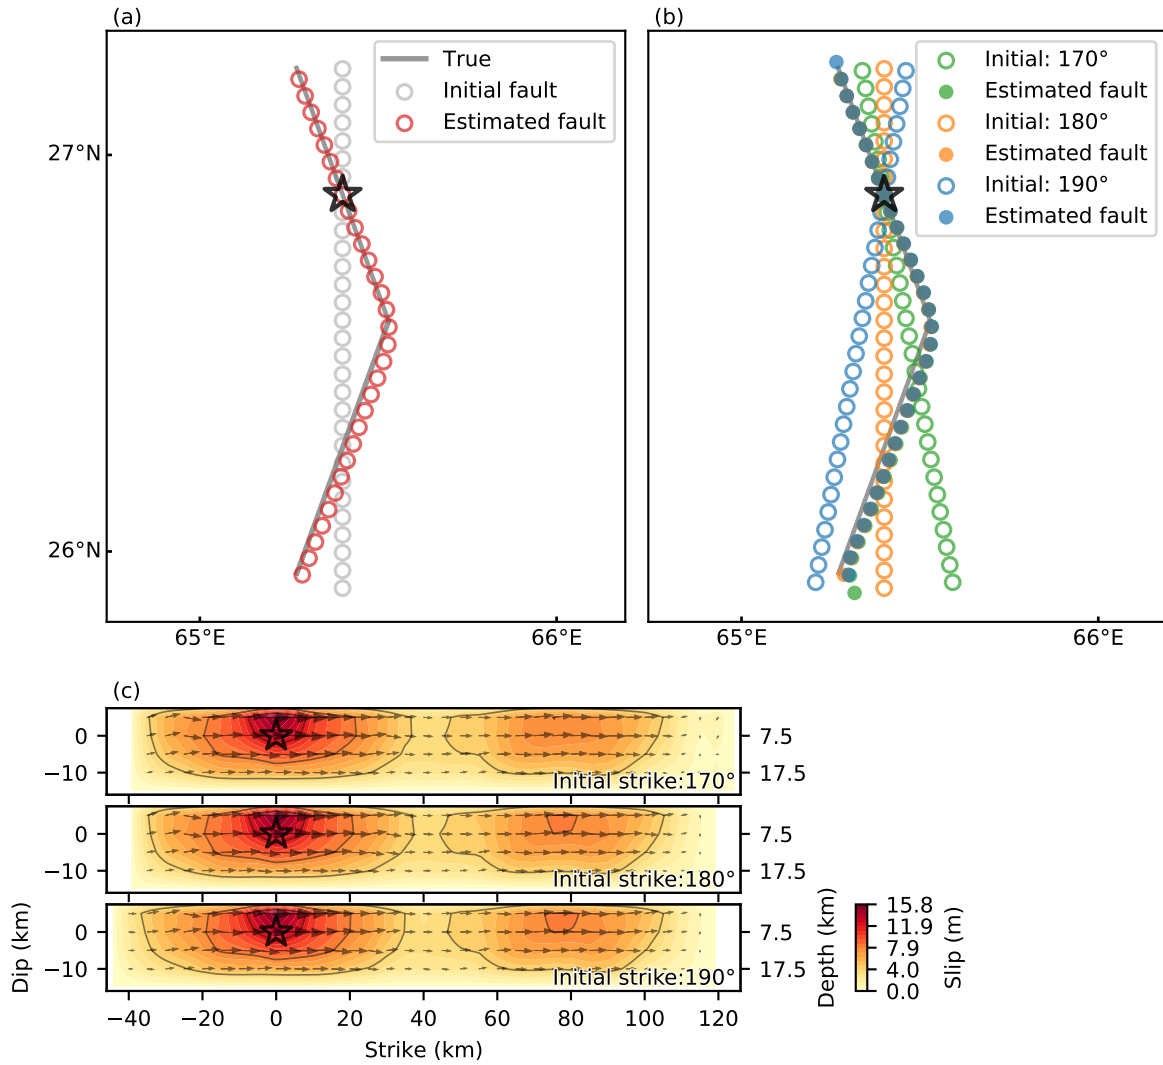 (a)
(b)
True
Initial fault
Estimated fault
Initial: 170°
Estimated fault
Initial: 180°
Estimated fault
Initial: 190°
Estimated fault
27°N
26°N
65°E
66°E
65°E
66°E
(c)
0
−10
7.5
17.5
Initial strike:170°
0
−10
7.5
17.5
Initial strike:180°
0
−10
7.5
17.5
Initial strike:190°
−40
−20
0
20
40
60
80
100
120
Strike (km)
Dip (km)
Depth (km)
15.8
11.9
7.9
4.0
0.0
Slip (m)